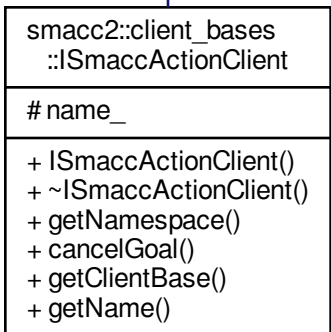 smacc2::client_bases
::ISmaccActionClient
# name_
+ ISmaccActionClient()
+ ~ISmaccActionClient()
+ getNamespace()
+ cancelGoal()
+ getClientBase()
+ getName()